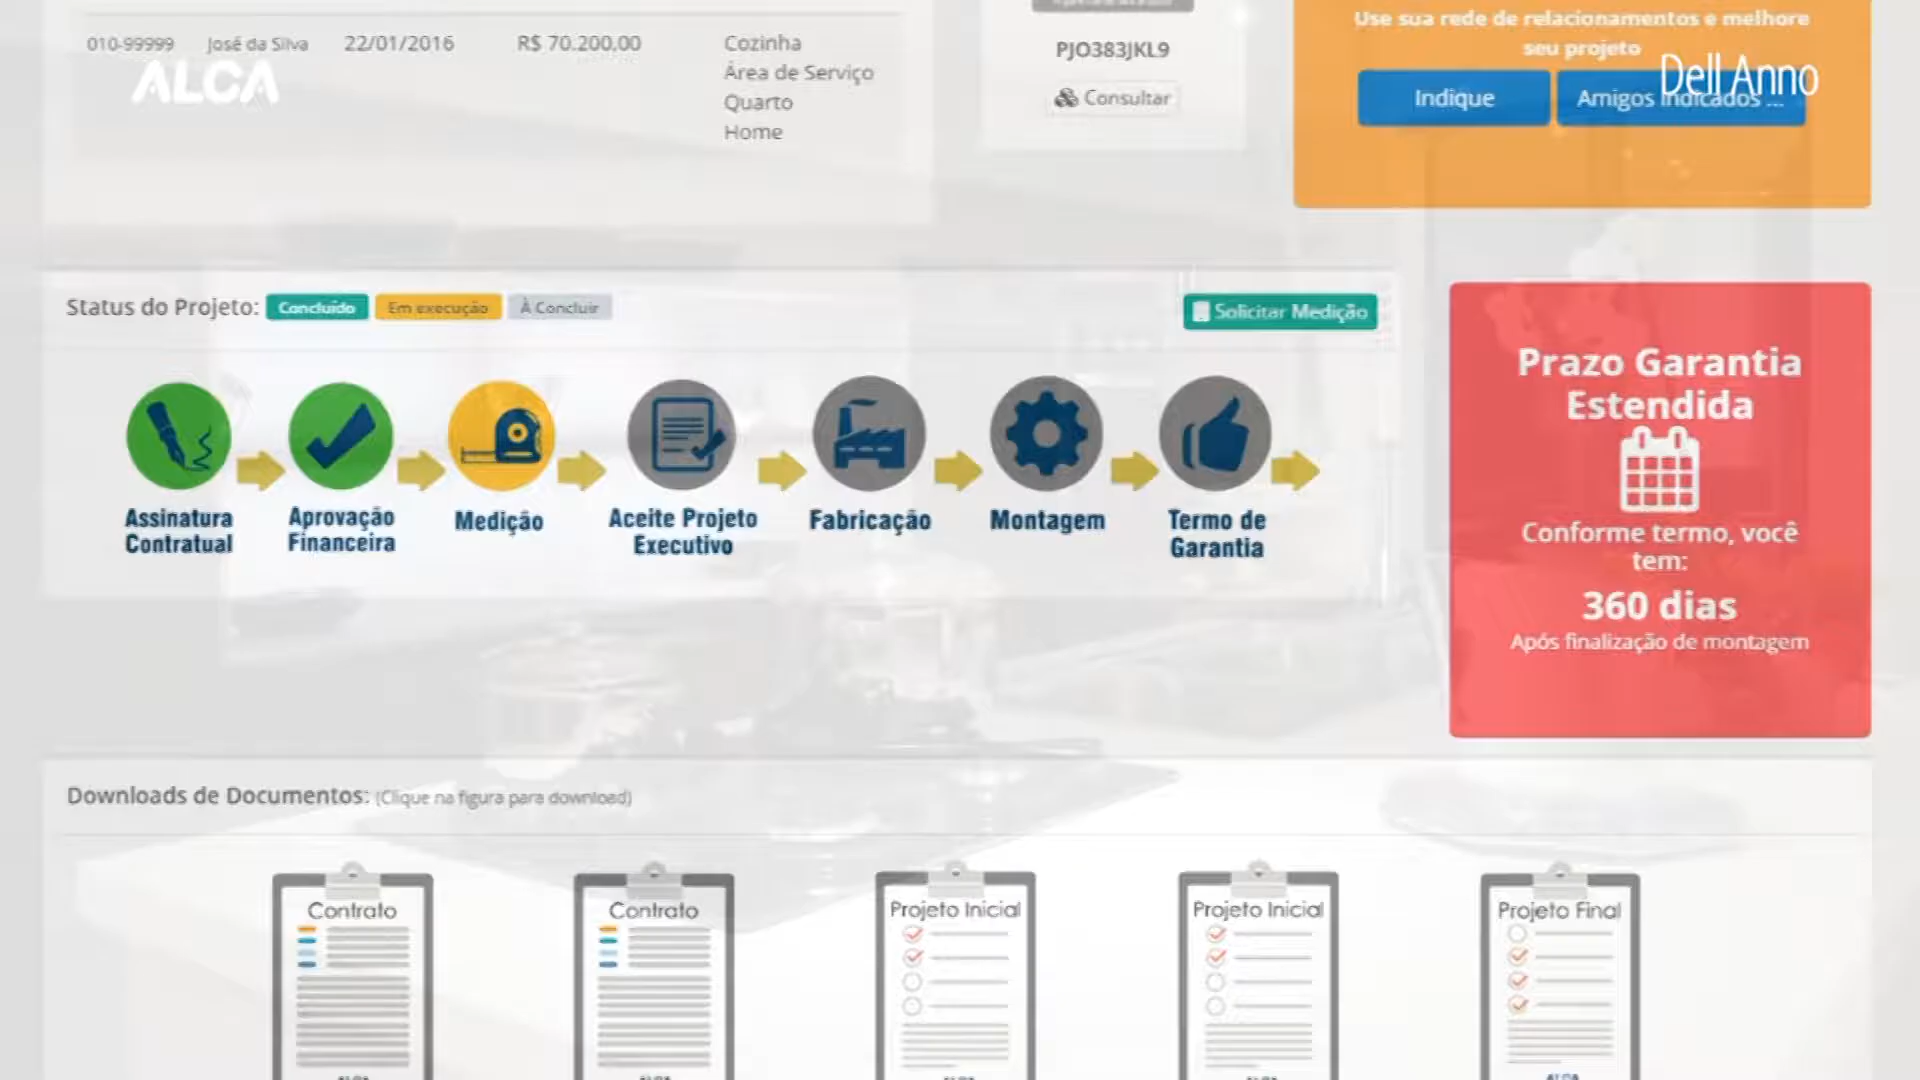 010-99999 José da Silva 22/01/2016 R$ 70.200,00 Cozinha
Área de Serviço
Quarto
Home
ALCA
PJO383JKL9
Consultar
Use sua rede de relacionamentos e melhore
seu projeto
Indique
Amigos Indicados ...
Dell Anno
Status do Projeto: Concluído Em execução À Concluir
Solicitar Medição
Assinatura
Contratual
Aprovação
Financeira
Medição
Aceite Projeto
Executivo
Fabricação
Montagem
Termo de
Garantia
Prazo Garantia
Estendida
Conforme termo, você
tem:
360 dias
Após finalização de montagem
Downloads de Documentos: (Clique na figura para download)
Contrato
Contrato
Projeto Inicial
Projeto Inicial
Projeto Final